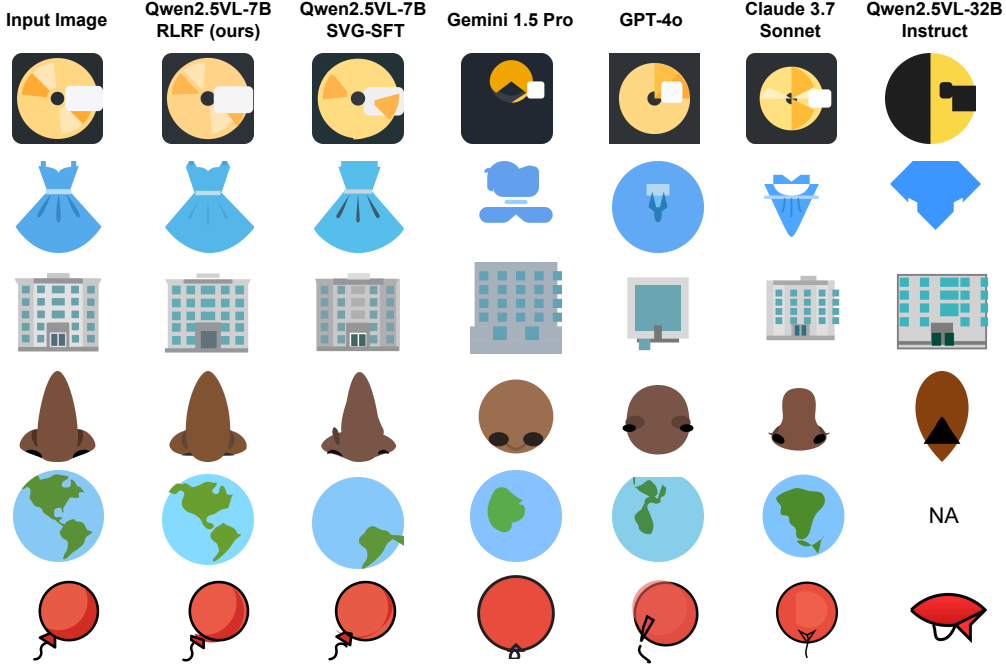 Input Image
Qwen2.5VL-7B
RLRF (ours)
Qwen2.5VL-7B
SVG-SFT
Gemini 1.5 Pro
GPT-4o
Claude 3.7
Sonnet
Qwen2.5VL-32B
Instruct
NA